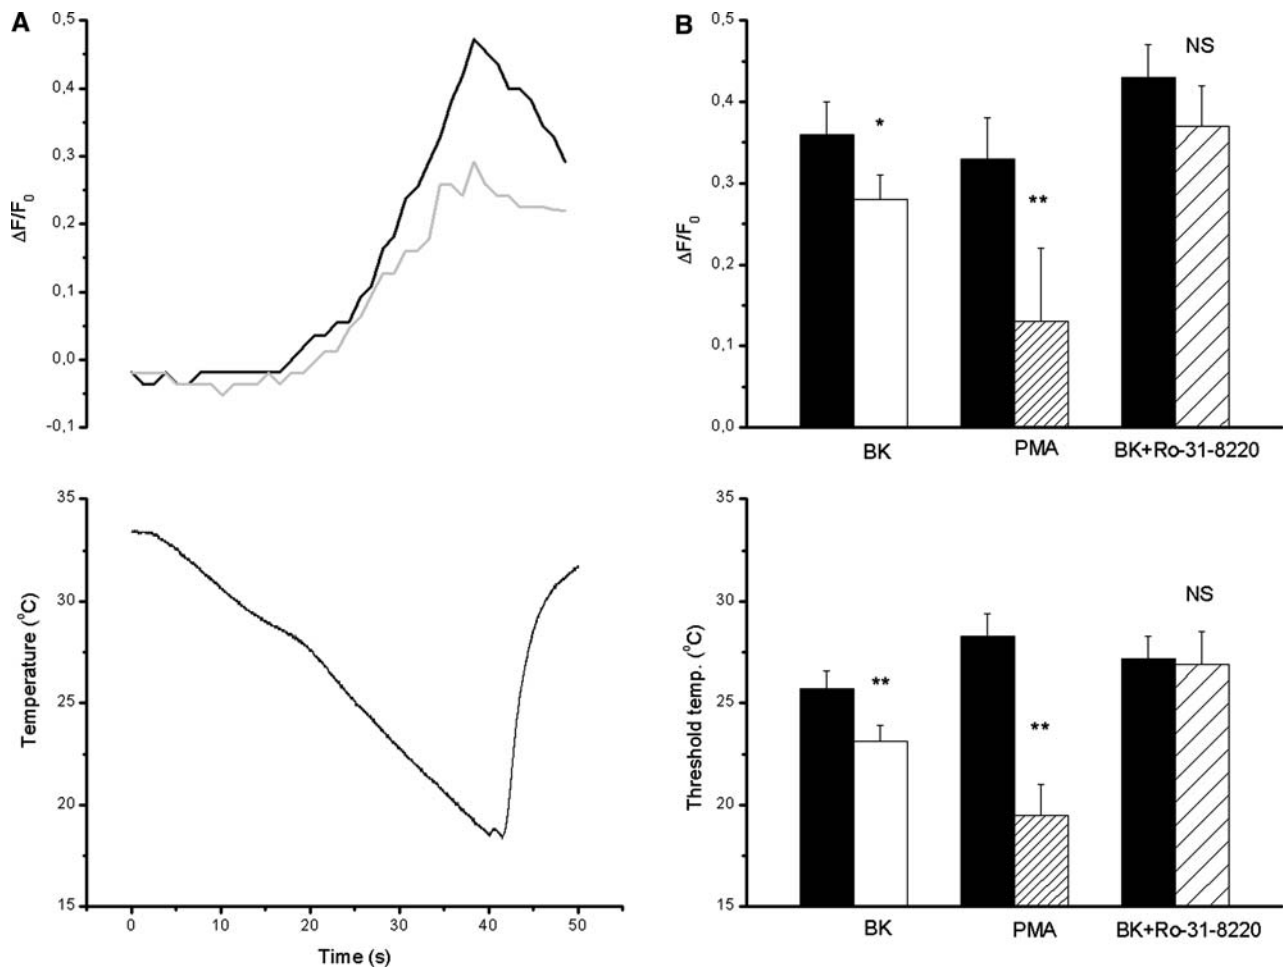 A
0,5
0,4
0,3
0,2
0,1
0,0
-0,1
ΔF/F0
35
30
25
20
15
Temperature (°C)
0 10 20 30 40 50
Time (s)
B
0,5
0,4
0,3
0,2
0,1
0,0
ΔF/F0
*
**
NS
BK PMA BK+Ro-31-8220
35
30
25
20
15
Threshold temp. (°C)
**
**
NS
BK PMA BK+Ro-31-8220